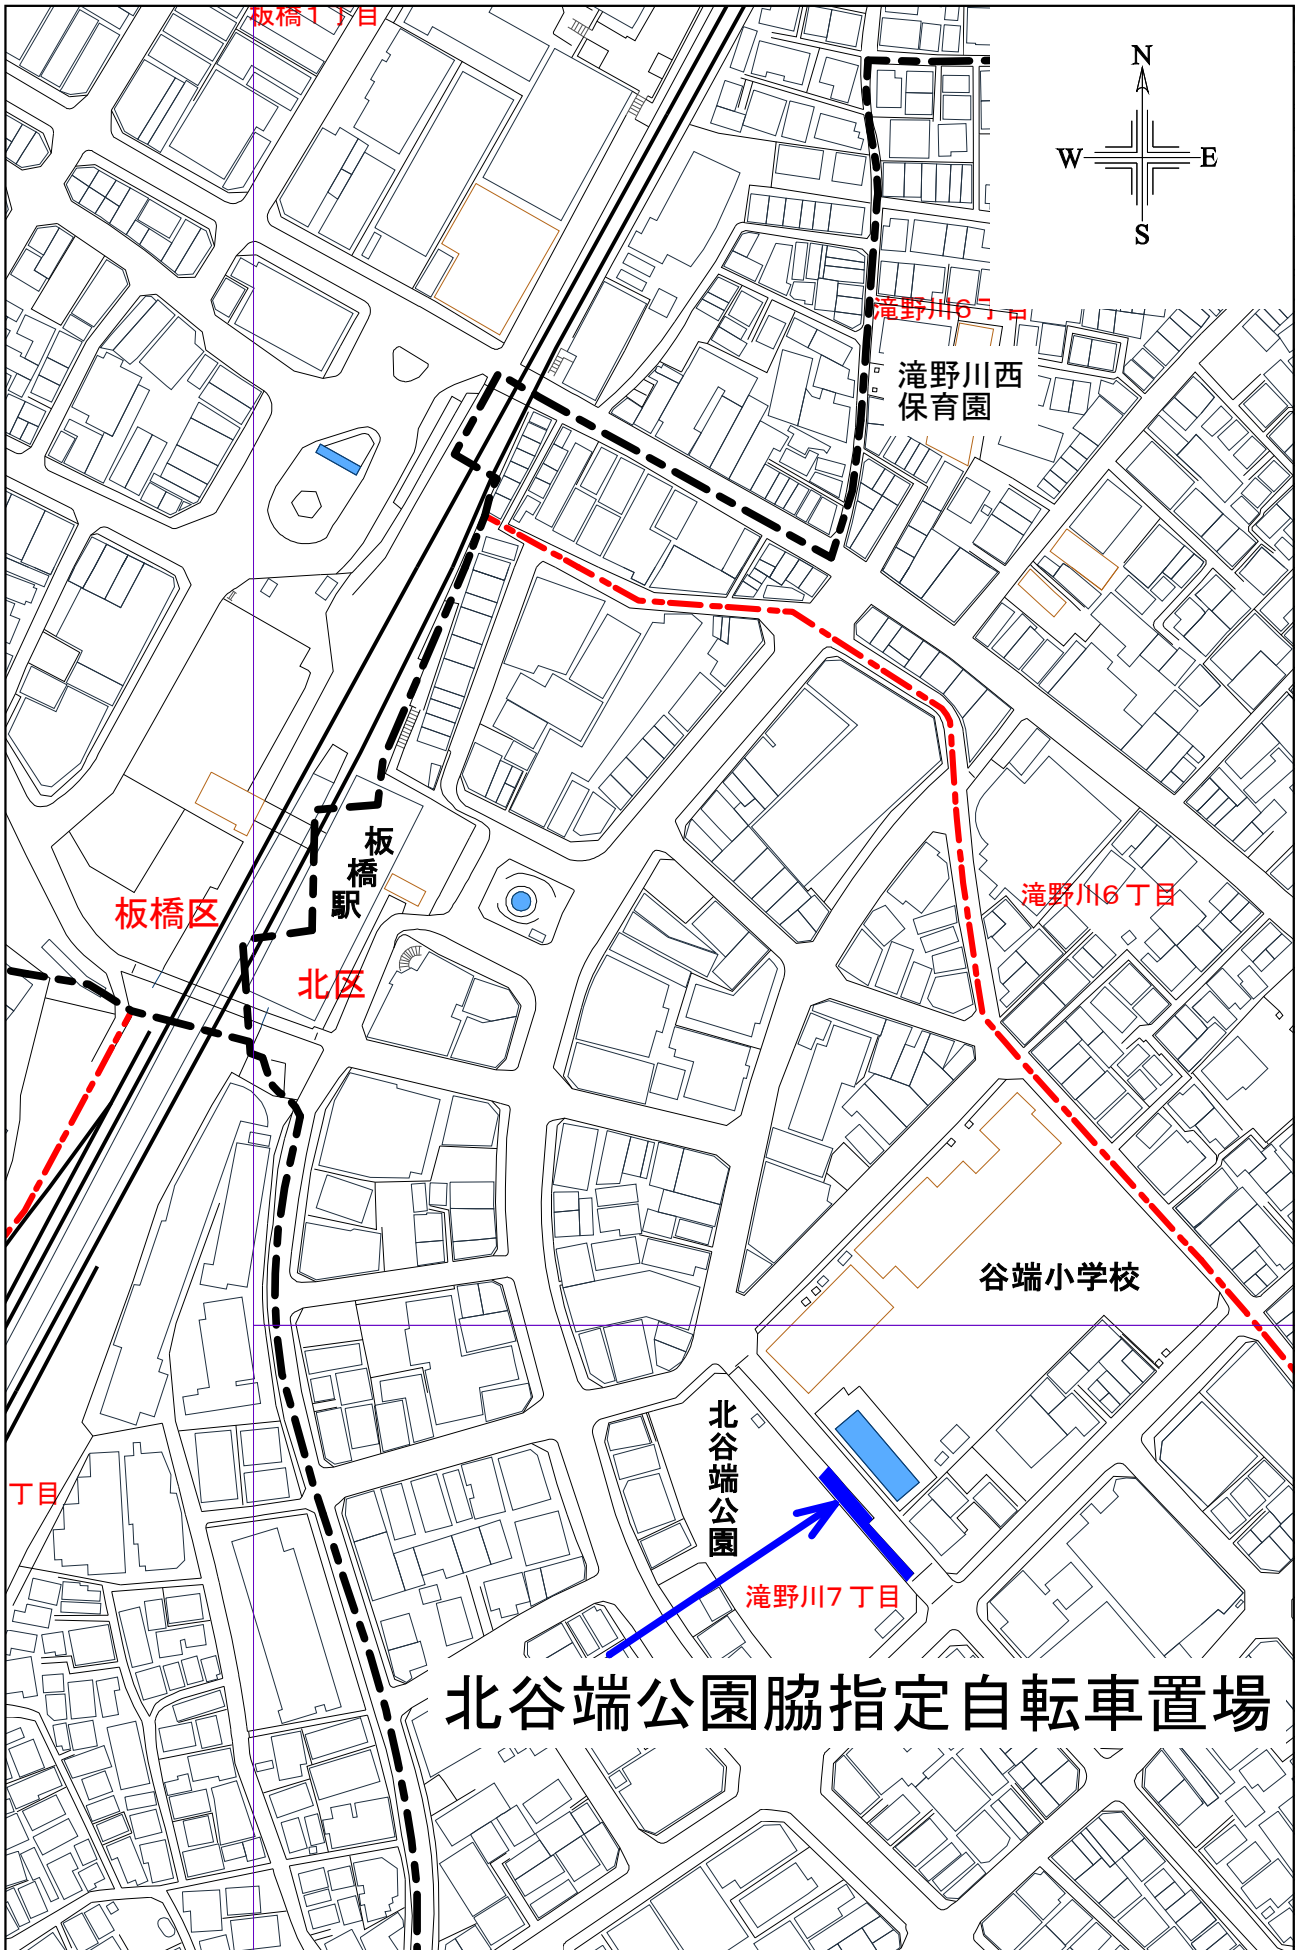 板橋1丁目
N
W
E
S
滝野川6丁目
滝野川西
保育園
板橋駅
板橋区
滝野川6丁目
北区
谷端小学校
北谷端公園
丁目
滝野川7丁目
北谷端公園脇指定自転車置場